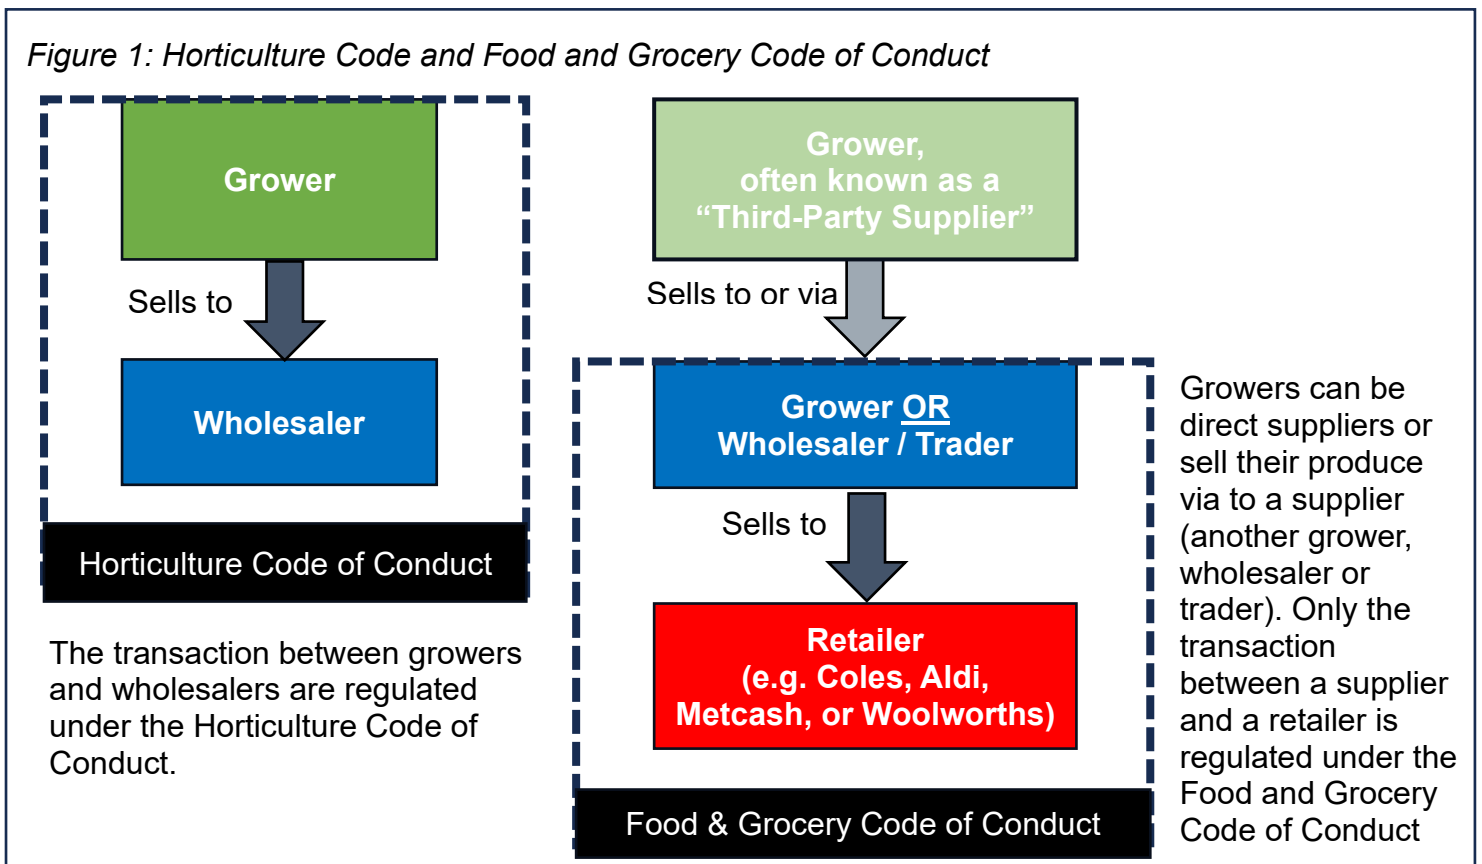 Figure 1: Horticulture Code and Food and Grocery Code of Conduct
Grower
Sells to
Wholesaler
Horticulture Code of Conduct
The transaction between growers
and wholesalers are regulated
under the Horticulture Code of
Conduct.
Grower,
often known as a
“Third-Party Supplier”
Sells to or via
Grower OR
Wholesaler / Trader
Sells to
Retailer
(e.g. Coles, Aldi,
Metcash, or Woolworths)
Food & Grocery Code of Conduct
Growers can be
direct suppliers or
sell their produce
via to a supplier
(another grower,
wholesaler or
trader). Only the
transaction
between a supplier
and a retailer is
regulated under the
Food and Grocery
Code of Conduct